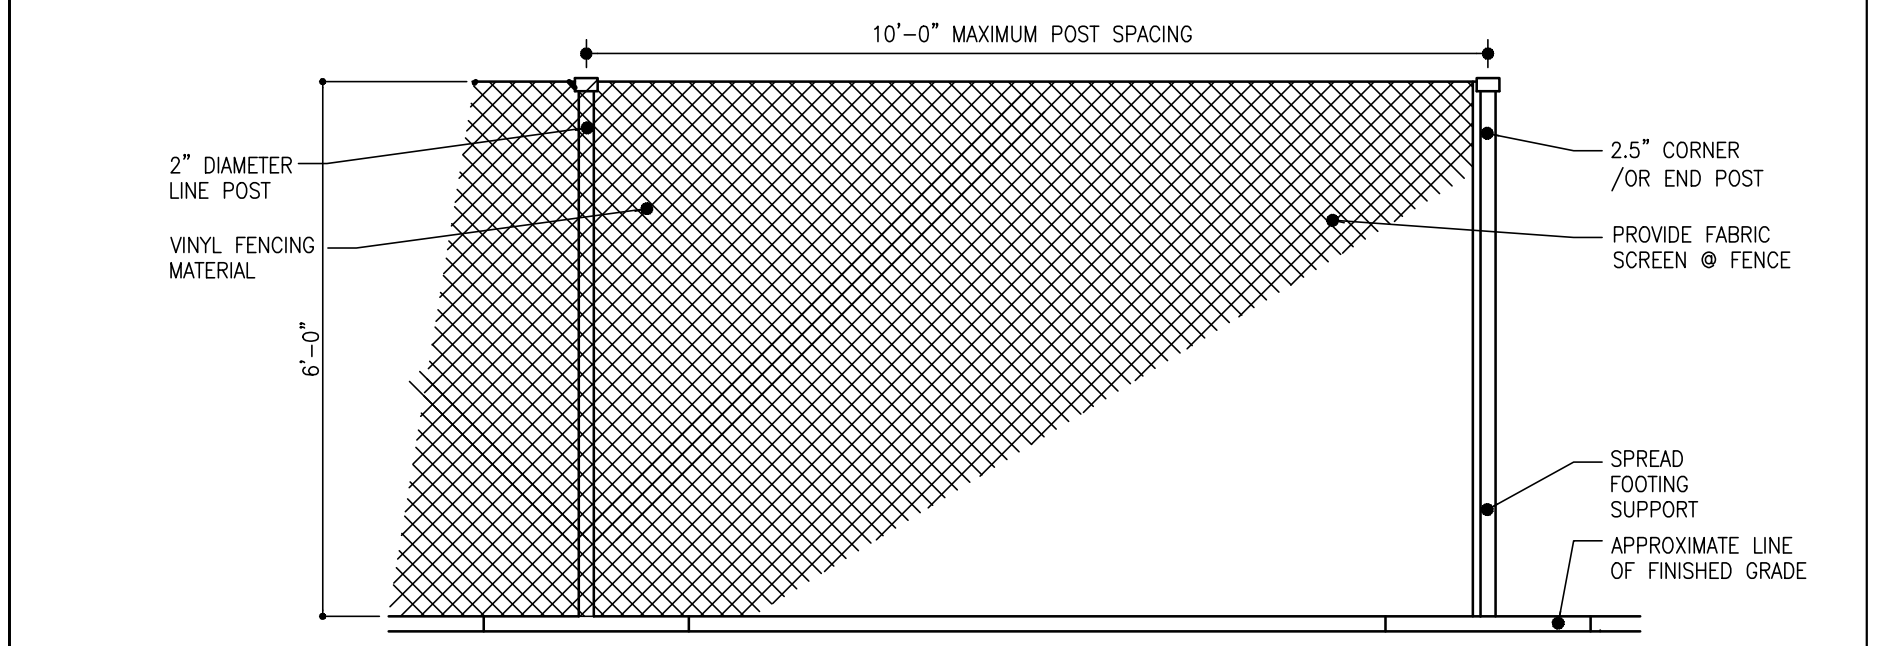 10'-0" MAXIMUM POST SPACING
2" DIAMETER
LINE POST
VINYL FENCING
MATERIAL
6'-0"
2.5" CORNER
/OR END POST
PROVIDE FABRIC
SCREEN @ FENCE
SPREAD
FOOTING
SUPPORT
APPROXIMATE LINE
OF FINISHED GRADE